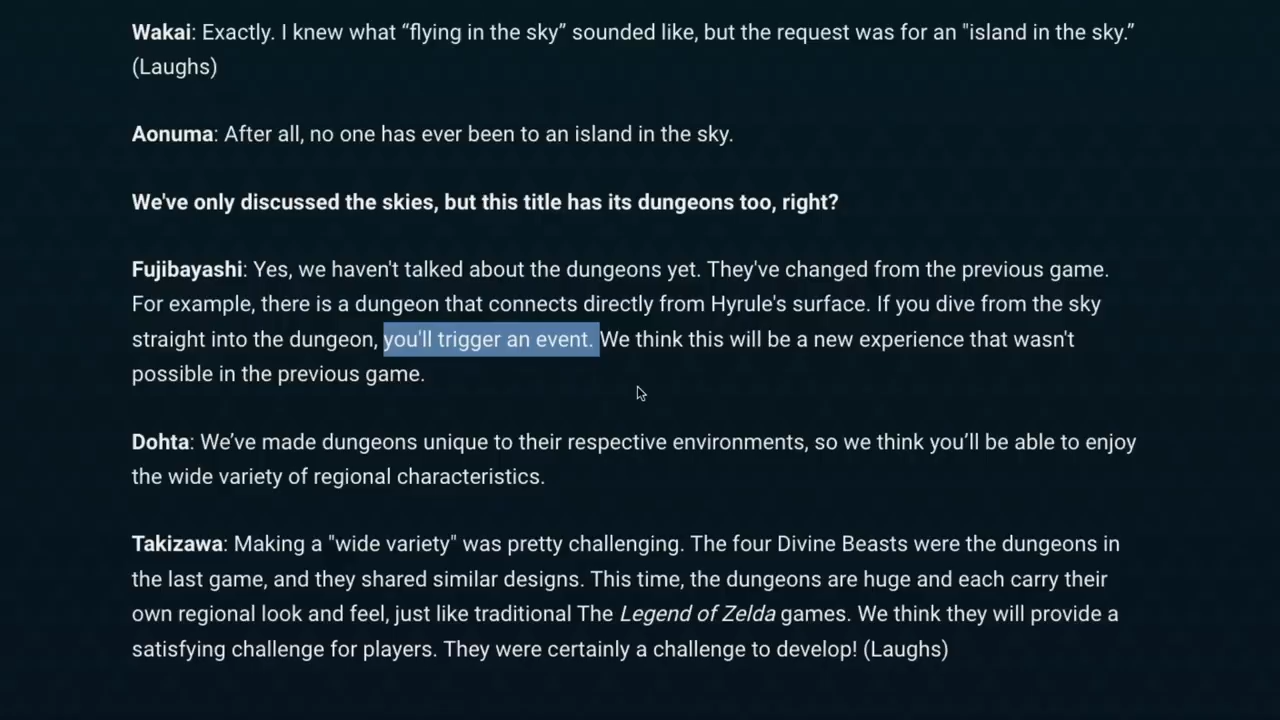 Wakai: Exactly. I knew what “flying in the sky” sounded like, but the request was for an "island in the sky.”
(Laughs)
Aonuma: After all, no one has ever been to an island in the sky.
We've only discussed the skies, but this title has its dungeons too, right?
Fujibayashi: Yes, we haven't talked about the dungeons yet. They've changed from the previous game.
For example, there is a dungeon that connects directly from Hyrule's surface. If you dive from the sky
straight into the dungeon, you'll trigger an event. We think this will be a new experience that wasn't
possible in the previous game.
Dohta: We’ve made dungeons unique to their respective environments, so we think you’ll be able to enjoy
the wide variety of regional characteristics.
Takizawa: Making a "wide variety" was pretty challenging. The four Divine Beasts were the dungeons in
the last game, and they shared similar designs. This time, the dungeons are huge and each carry their
own regional look and feel, just like traditional The Legend of Zelda games. We think they will provide a
satisfying challenge for players. They were certainly a challenge to develop! (Laughs)